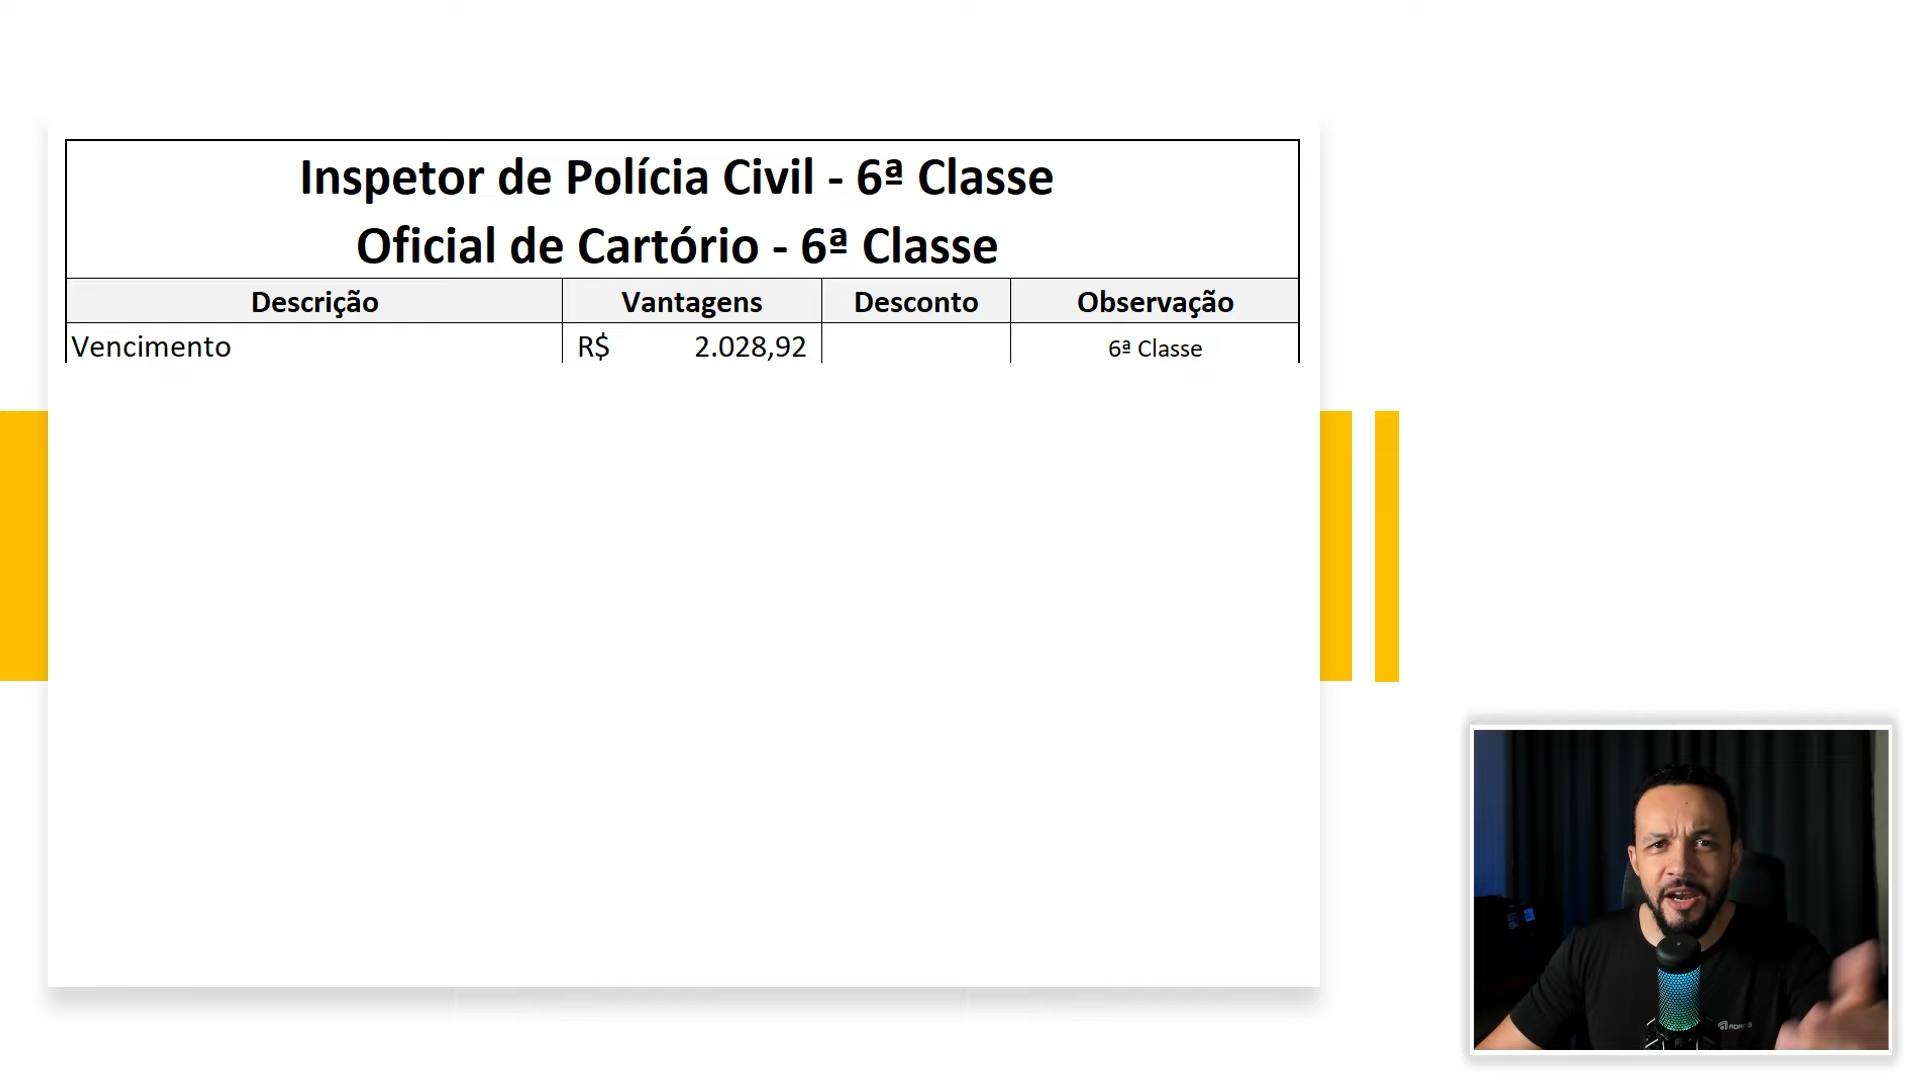 Inspetor de Polícia Civil - 6ª Classe
Oficial de Cartório - 6ª Classe
Descrição Vantagens Desconto Observação
Vencimento R$ 2.028,92 6ª Classe